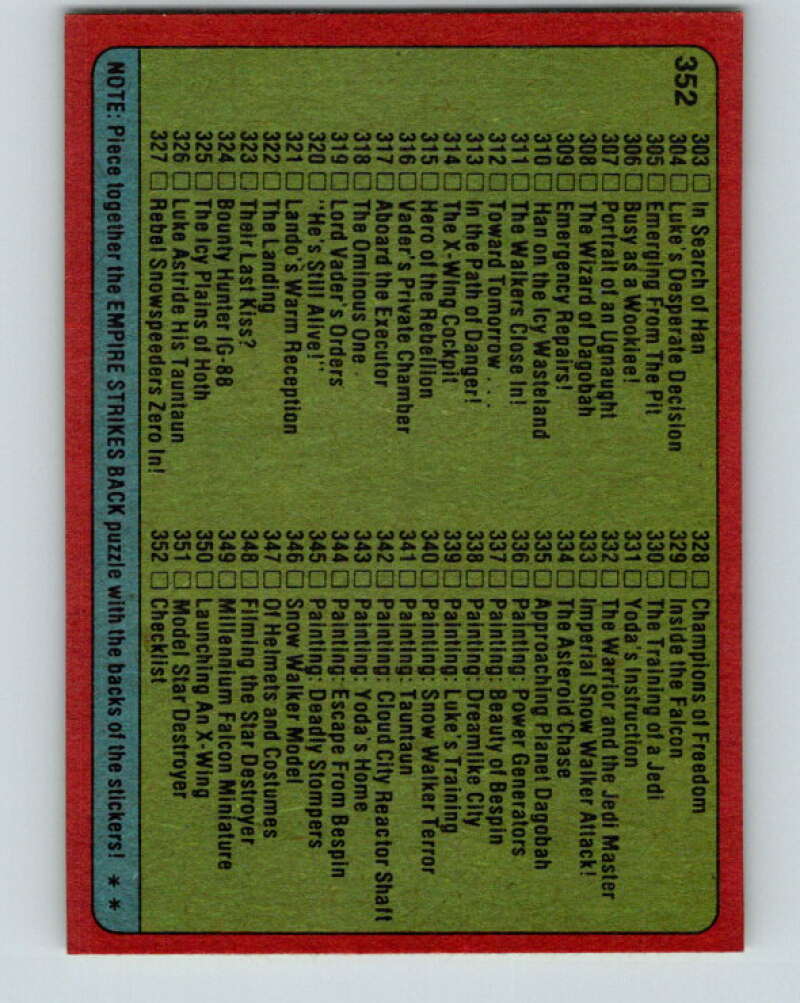 352
303 □ In Search of Han
304 □ Luke's Desperate Decision
305 □ Emerging From The Pit
306 □ Busy as a Wookiee!
307 □ Portrait of an Ugnaught
308 □ The Wizard of Dagobah
309 □ Emergency Repairs!
310 □ Han on the Icy Wasteland
311 □ The Walkers Close In!
312 □ Toward Tomorrow . . .
313 □ In the Path of Danger!
314 □ The X-Wing Cockpit
315 □ Hero of the Rebellion
316 □ Vader's Private Chamber
317 □ Aboard the Executor
318 □ The Ominous One
319 □ Lord Vader's Orders
320 □ "He's Still Alive!"
321 □ Lando's Warm Reception
322 □ The Landing
323 □ Their Last Kiss?
324 □ Bounty Hunter IG-88
325 □ The Icy Plains of Hoth
326 □ Luke Astride His Tauntaun
327 □ Rebel Snowspeeders Zero In!
328 □ Champions of Freedom
329 □ Inside the Falcon
330 □ The Training of a Jedi
331 □ Yoda's Instruction
332 □ The Warrior and the Jedi Master
333 □ Imperial Snow Walker Attack!
334 □ The Asteroid Chase
335 □ Approaching Planet Dagobah
336 □ Painting: Power Generators
337 □ Painting: Beauty of Bespin
338 □ Painting: Dreamlike City
339 □ Painting: Luke's Training
340 □ Painting: Snow Walker Terror
341 □ Painting: Tauntaun
342 □ Painting: Cloud City Reactor Shaft
343 □ Painting: Yoda's Home
344 □ Painting: Escape From Bespin
345 □ Painting: Deadly Stompers
346 □ Snow Walker Model
347 □ Of Helmets and Costumes
348 □ Filming the Star Destroyer
349 □ Millennium Falcon Miniature
350 □ Launching An X-Wing
351 □ Model Star Destroyer
352 □ Checklist
NOTE: Piece together the EMPIRE STRIKES BACK puzzle with the backs of the stickers! * *